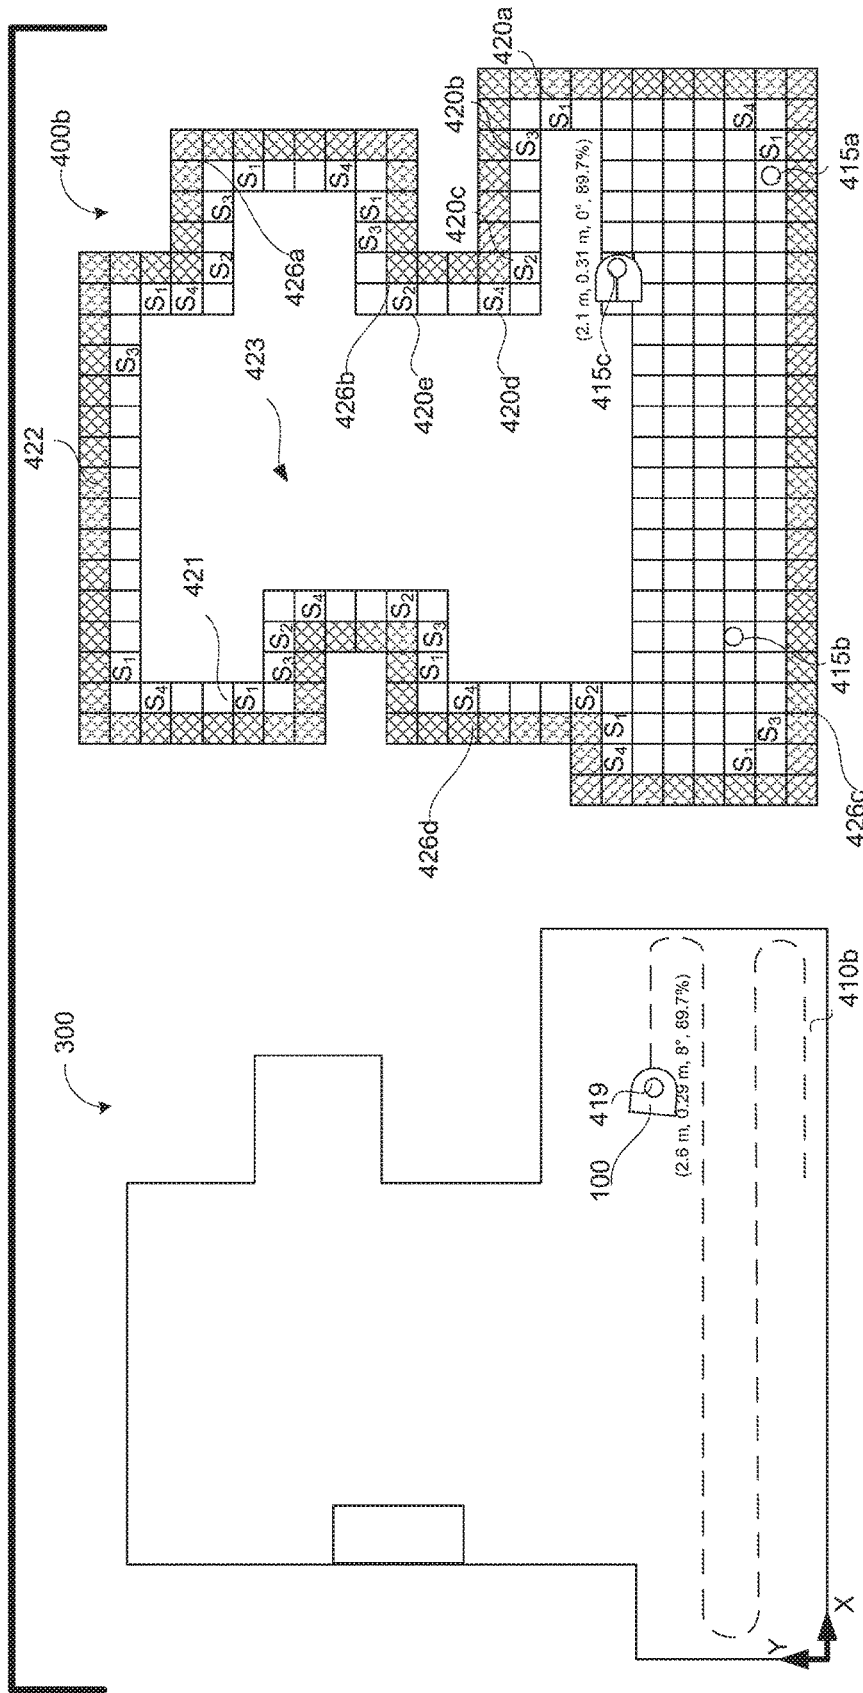 300
400b
422
S₁ S₃
S₄ S₁
421
S₄
S₂ S₃
S₁ S₁
423
S₃ S₂
426a
S₄
S₄
426b
S₃ S₁
S₂ S₂
420e
426d
S₁ S₃
S₄
420c
420b
420a
S₄
420d
S₂ S₃
S₁
S₂
(2.1 m, 0.31 m, 0°, 89.7%)
415c
S₄ S₁
100
419
(2.6 m, 0.29 m, 8°, 89.7%)
S₁ S₄
S₃ S₁
Y
X
410b
426c
415b
415a